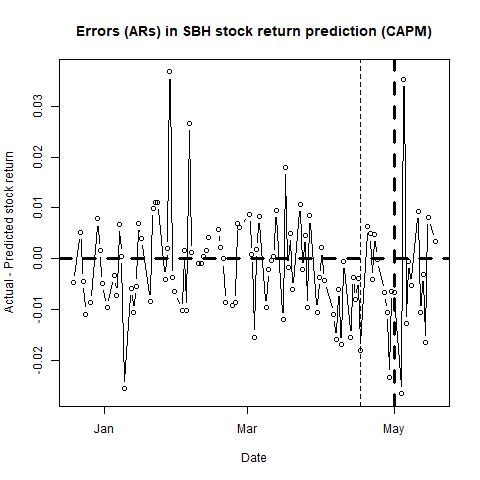 Errors (ARs) in SBH stock return prediction (CAPM)
Actual - Predicted stock return
0.03
0.02
0.01
0.00
-0.01
-0.02
Jan Mar May
Date